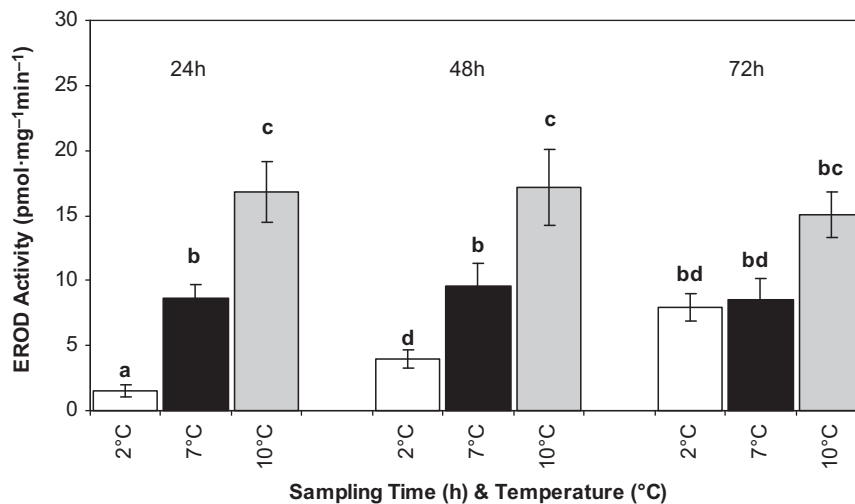 30
25
20
15
10
5
0
EROD Activity (pmol·mg⁻¹min⁻¹)
24h
48h
72h
a
b
c
d
b
c
bd
bd
bc
2°C
7°C
10°C
2°C
7°C
10°C
2°C
7°C
10°C
Sampling Time (h) & Temperature (°C)